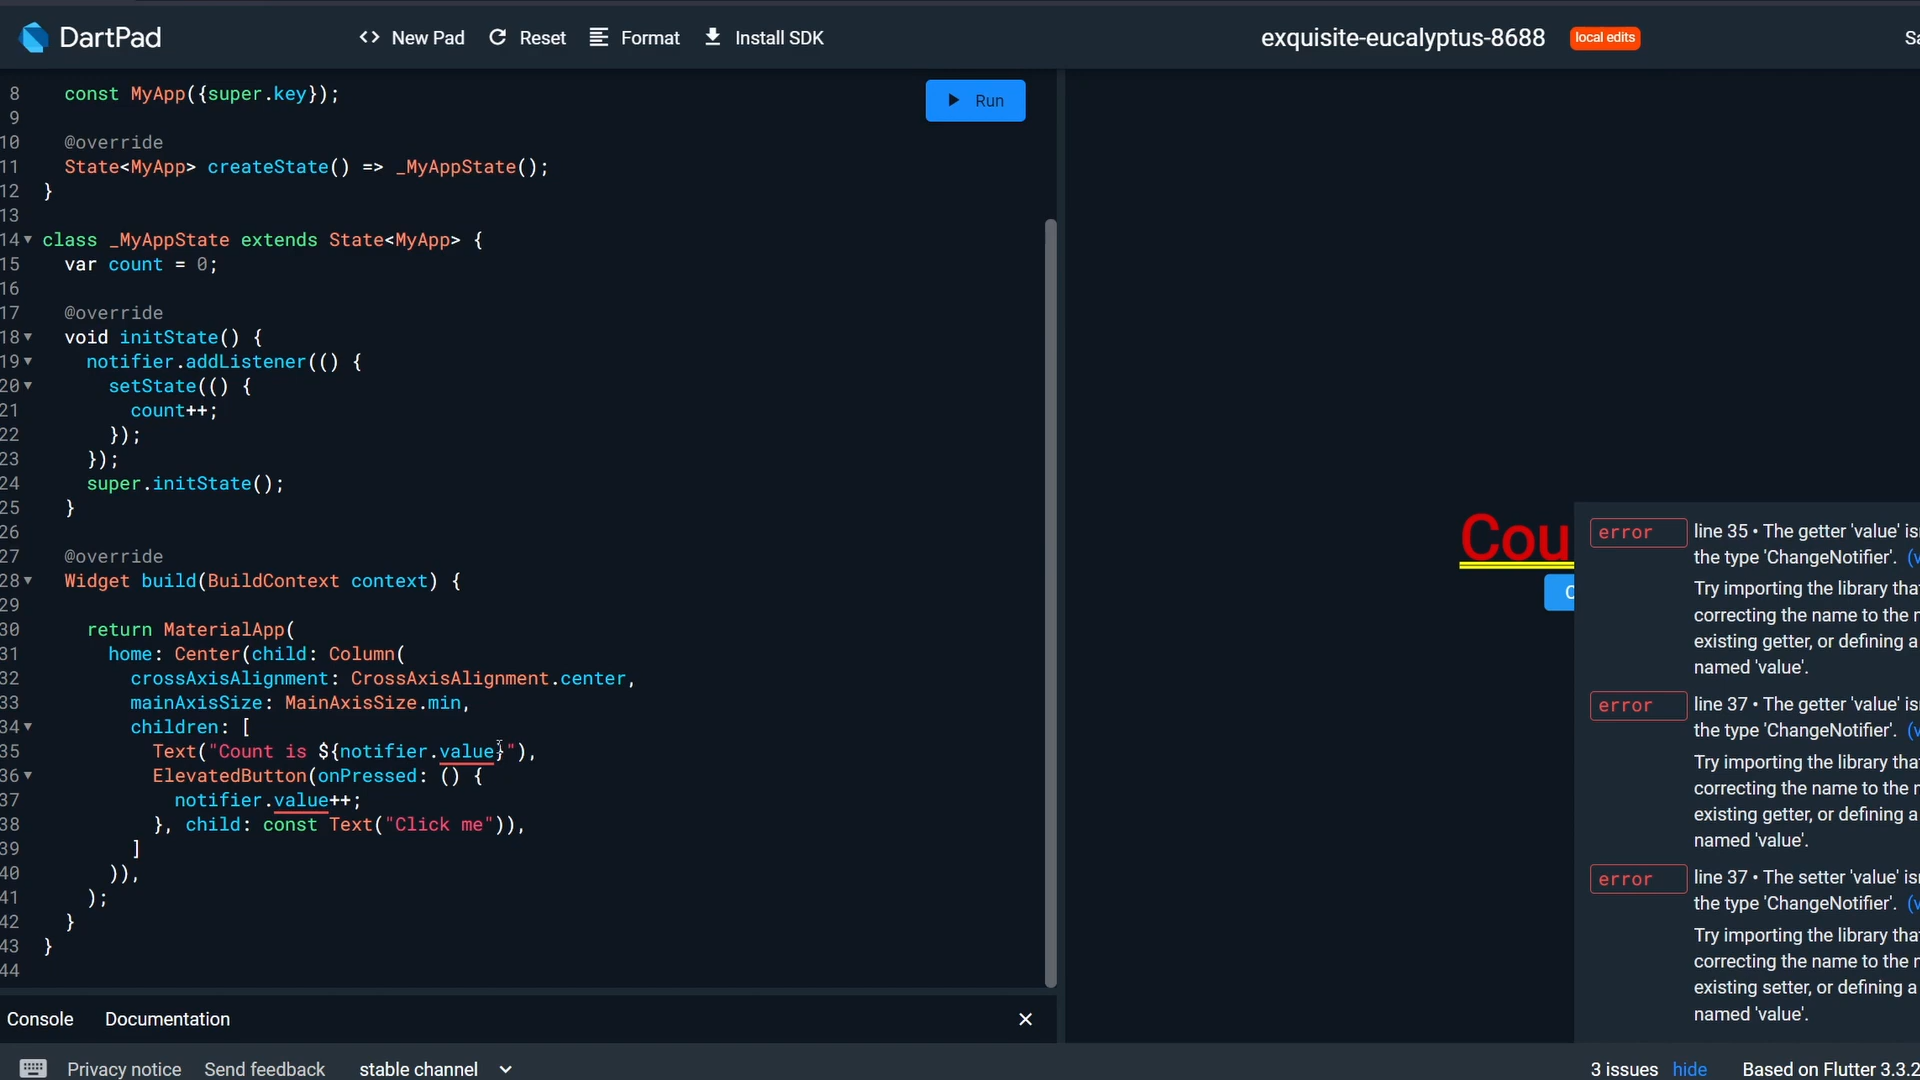 DartPad
New Pad
Reset
Format
Install SDK
exquisite-eucalyptus-8688
local edits
Run
8 const MyApp({super.key});
9
10 @override
11 State<MyApp> createState() => _MyAppState();
12 }
13
14 class _MyAppState extends State<MyApp> {
15 var count = 0;
16
17 @override
18 void initState() {
19 notifier.addListener(() {
20 setState(() {
21 count++;
22 });
23 });
24 super.initState();
25 }
26
27 @override
28 Widget build(BuildContext context) {
29
30 return MaterialApp(
31 home: Center(child: Column(
32 crossAxisAlignment: CrossAxisAlignment.center,
33 mainAxisSize: MainAxisSize.min,
34 children: [
35 Text("Count is ${notifier.value}"),
36 ElevatedButton(onPressed: () {
37 notifier.value++;
38 }, child: const Text("Click me")),
39 ]
40 )),
41 );
42 }
43 }
44
Cou
error
line 35 • The getter 'value'
the type 'ChangeNotifier'.
Try importing the library
correcting the name to the
existing getter, or defining a
named 'value'.
error
line 37 • The getter 'value'
the type 'ChangeNotifier'.
Try importing the library
correcting the name to the
existing getter, or defining a
named 'value'.
error
line 37 • The setter 'value'
the type 'ChangeNotifier'.
Try importing the library
correcting the name to the
existing setter, or defining a
named 'value'.
Console
Documentation
Privacy notice
Send feedback
stable channel
3 issues
hide
Based on Flutter 3.3.2